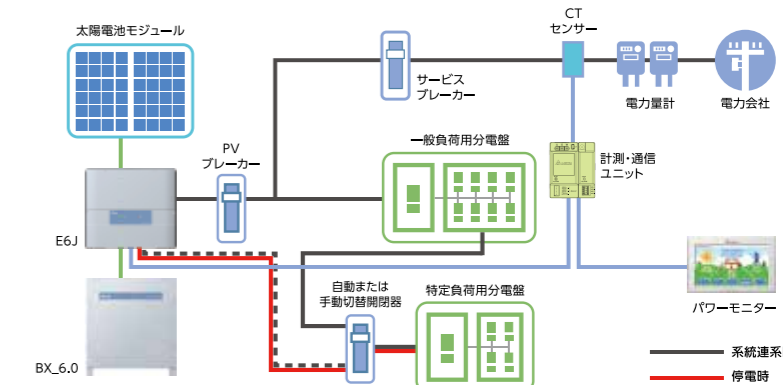 太陽電池モジュール
CT
センサー
サービス
ブレーカー
電力量計
電力会社
PV
ブレーカー
一般負荷用分電盤
計測・通信
ユニット
E6J
自動または
手動切替開閉器
特定負荷用分電盤
パワーモニター
BX_6.0
系統連系
停電時